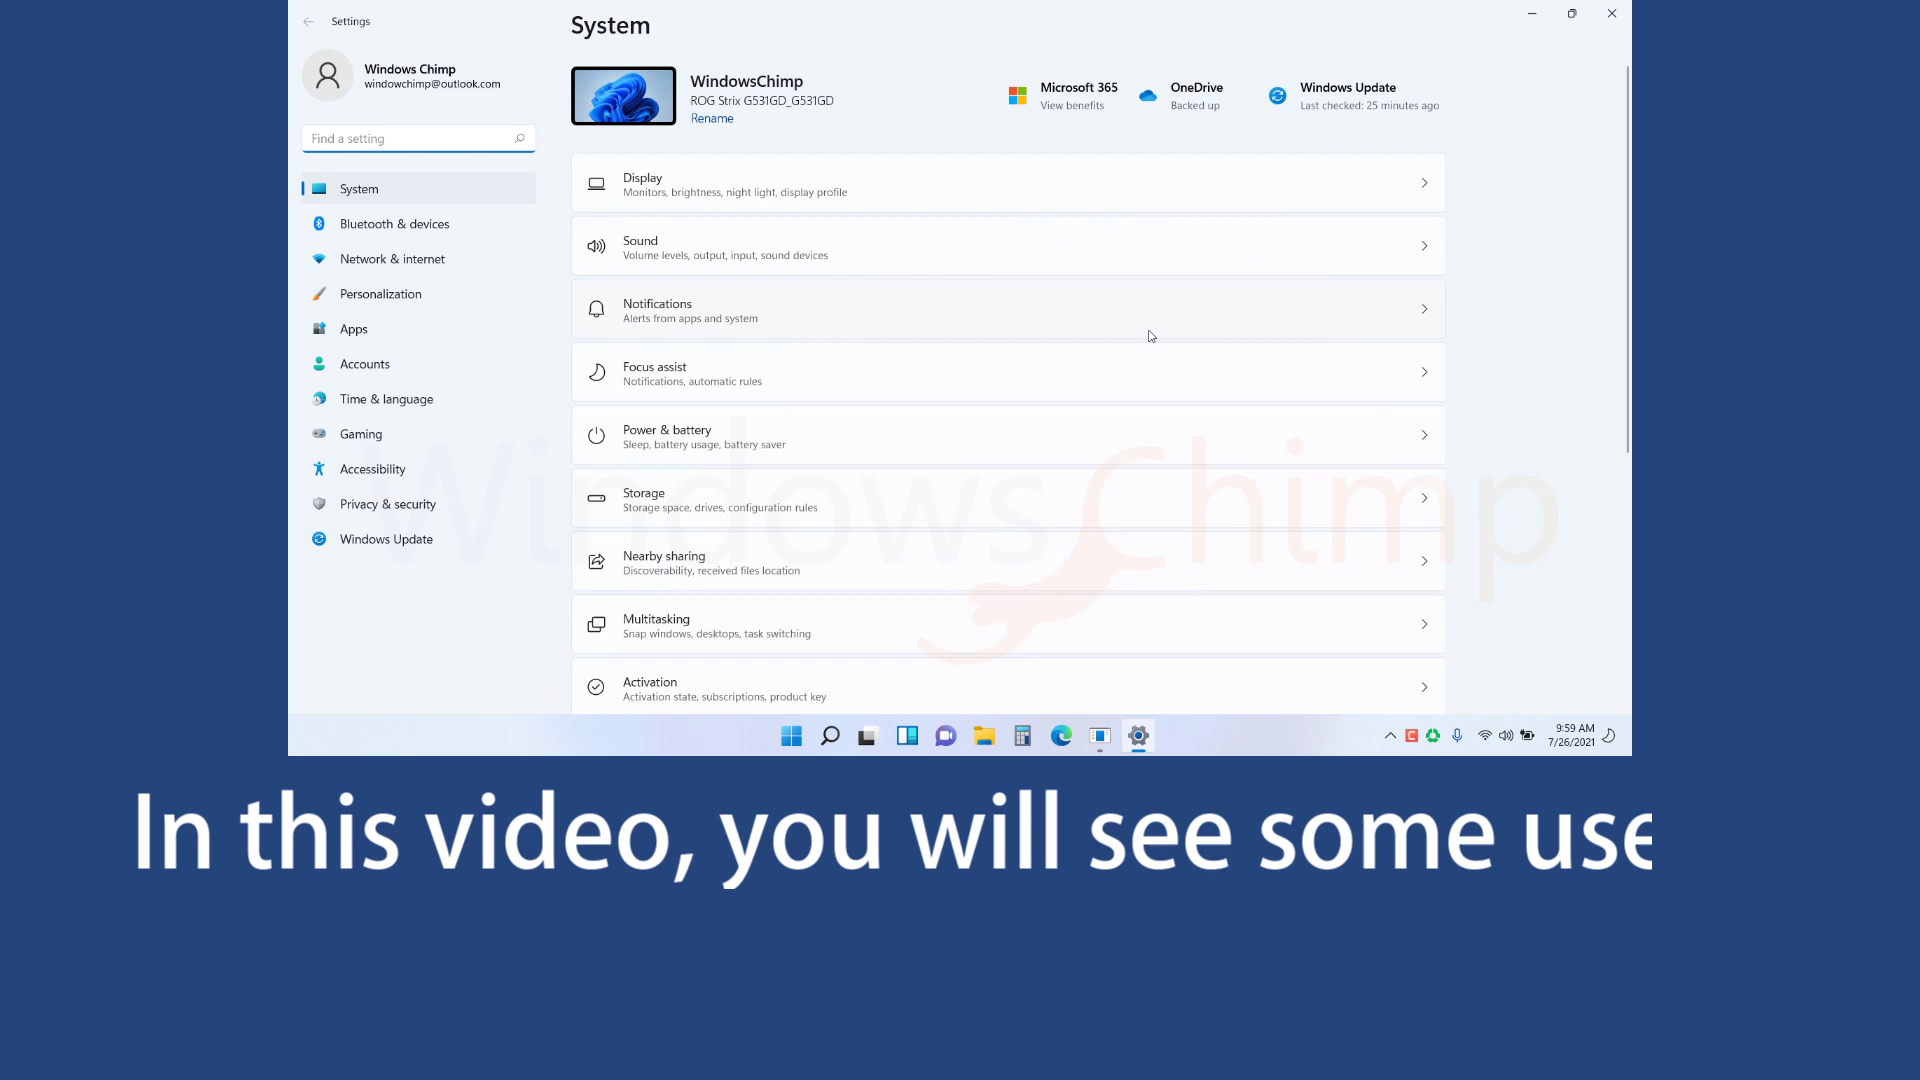 Settings
System
Windows Chimp
windowchimp@outlook.com
WindowsChimp
ROG Strix G531GD_G531GD
Rename
Microsoft 365
View benefits
OneDrive
Backed up
Windows Update
Last checked: 25 minutes ago
Find a setting
System
Bluetooth & devices
Network & internet
Personalization
Apps
Accounts
Time & language
Gaming
Accessibility
Privacy & security
Windows Update
Display
Monitors, brightness, night light, display profile
Sound
Volume levels, output, input, sound devices
Notifications
Alerts from apps and system
Focus assist
Notifications, automatic rules
Power & battery
Sleep, battery usage, battery saver
Storage
Storage space, drives, configuration rules
Nearby sharing
Discoverability, received files location
Multitasking
Snap windows, desktops, task switching
Activation
Activation state, subscriptions, product key
WindowsChimp
9:59 AM
7/26/2021
In this video, you will see some use